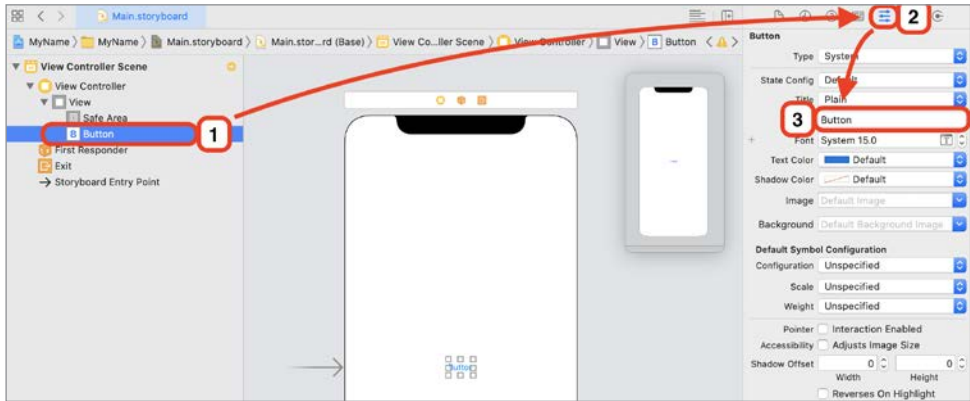 Main.storyboard
MyName 〉 MyName 〉 Main.storyboard 〉 Main.stor...rd (Base) 〉 View Co...ller Scene 〉 View Controller 〉 View 〉 B Button
View Controller Scene
View Controller
View
Safe Area
B Button
First Responder
Exit
Storyboard Entry Point
1
Button
2
Button
Type System
State Config Default
Title Plain
3
Button
Font System 15.0
Text Color Default
Shadow Color Default
Image Default Image
Background Default Background Image
Default Symbol Configuration
Configuration Unspecified
Scale Unspecified
Weight Unspecified
Pointer Interaction Enabled
Accessibility Adjusts Image Size
Shadow Offset 0 0
Width Height
Reverses On Highlight